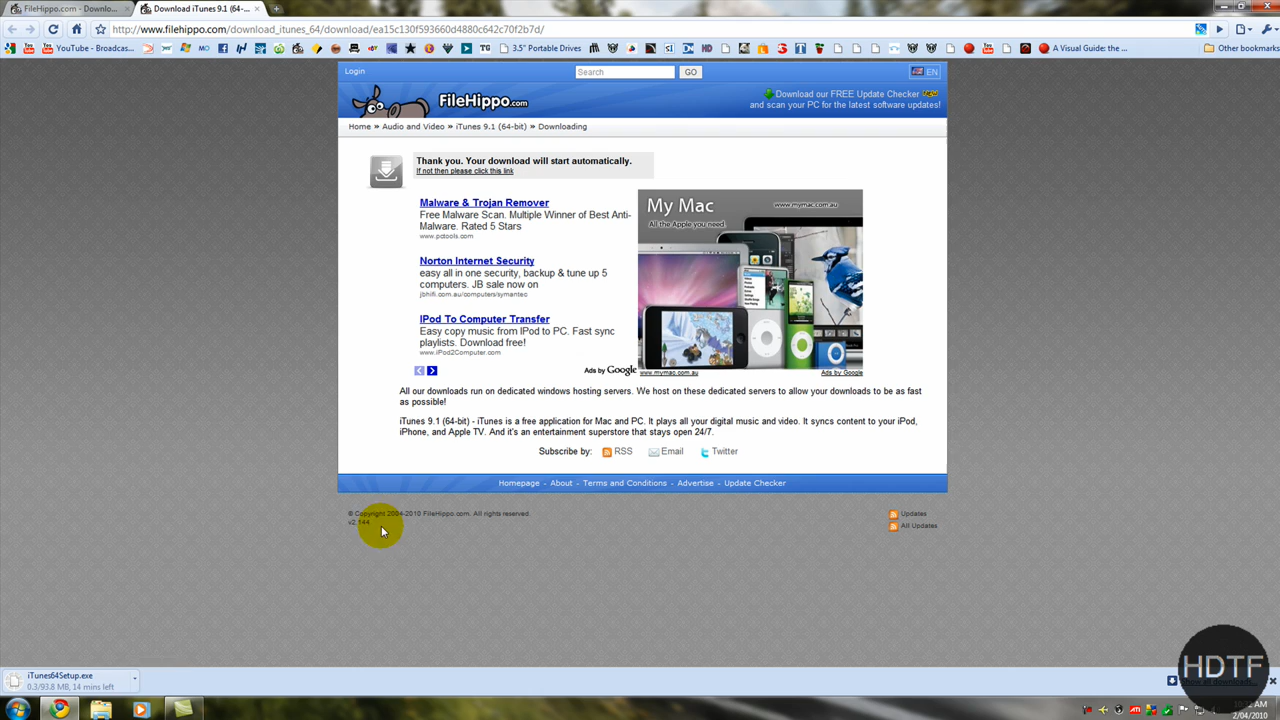 FileHippo.com - Downlo...
Download iTunes 9.1 (64-...
http://www.filehippo.com/download_itunes_64/download/ea15c130f593660d4880c642c70f2b7d/
YouTube - Broadcas...
TG
3.5" Portable Drives
HD
A Visual Guide: the ...
Other bookmarks
Login
Search
GO
EN
FileHippo.com
Download our FREE Update Checker NEW
and scan your PC for the latest software updates!
Home » Audio and Video » iTunes 9.1 (64-bit) » Downloading
Thank you. Your download will start automatically.
If not then please click this link
Malware & Trojan Remover
Free Malware Scan. Multiple Winner of Best Anti-
Malware. Rated 5 Stars
www.pctools.com
Norton Internet Security
easy all in one security, backup & tune up 5
computers. JB sale now on
jbhifi.com.au/computers/symantec
IPod To Computer Transfer
Easy copy music from IPod to PC. Fast sync
playlists. Download free!
www.iPod2Computer.com
Ads by Google
My Mac
www.mymac.com.au
All the Apple you need.
www.mymac.com.au
Ads by Google
All our downloads run on dedicated windows hosting servers. We host on these dedicated servers to allow your downloads to be as fast
as possible!
iTunes 9.1 (64-bit) - iTunes is a free application for Mac and PC. It plays all your digital music and video. It syncs content to your iPod,
iPhone, and Apple TV. And it's an entertainment superstore that stays open 24/7.
Subscribe by: RSS Email Twitter
Homepage - About - Terms and Conditions - Advertise - Update Checker
© Copyright 2004-2010 FileHippo.com. All rights reserved.
v2.144
Updates
All Updates
iTunes64Setup.exe
0.3/93.8 MB, 14 mins left
HDTF
2/04/2010